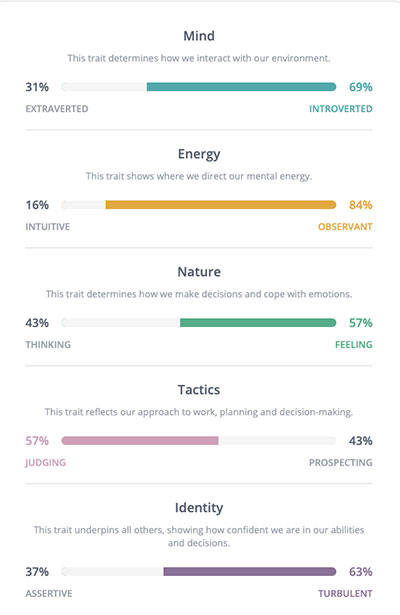 Mind
This trait determines how we interact with our environment.
31% 69%
EXTRAVERTED INTROVERTED
Energy
This trait shows where we direct our mental energy.
16% 84%
INTUITIVE OBSERVANT
Nature
This trait determines how we make decisions and cope with emotions.
43% 57%
THINKING FEELING
Tactics
This trait reflects our approach to work, planning and decision-making.
57% 43%
JUDGING PROSPECTING
Identity
This trait underpins all others, showing how confident we are in our abilities
and decisions.
37% 63%
ASSERTIVE TURBULENT